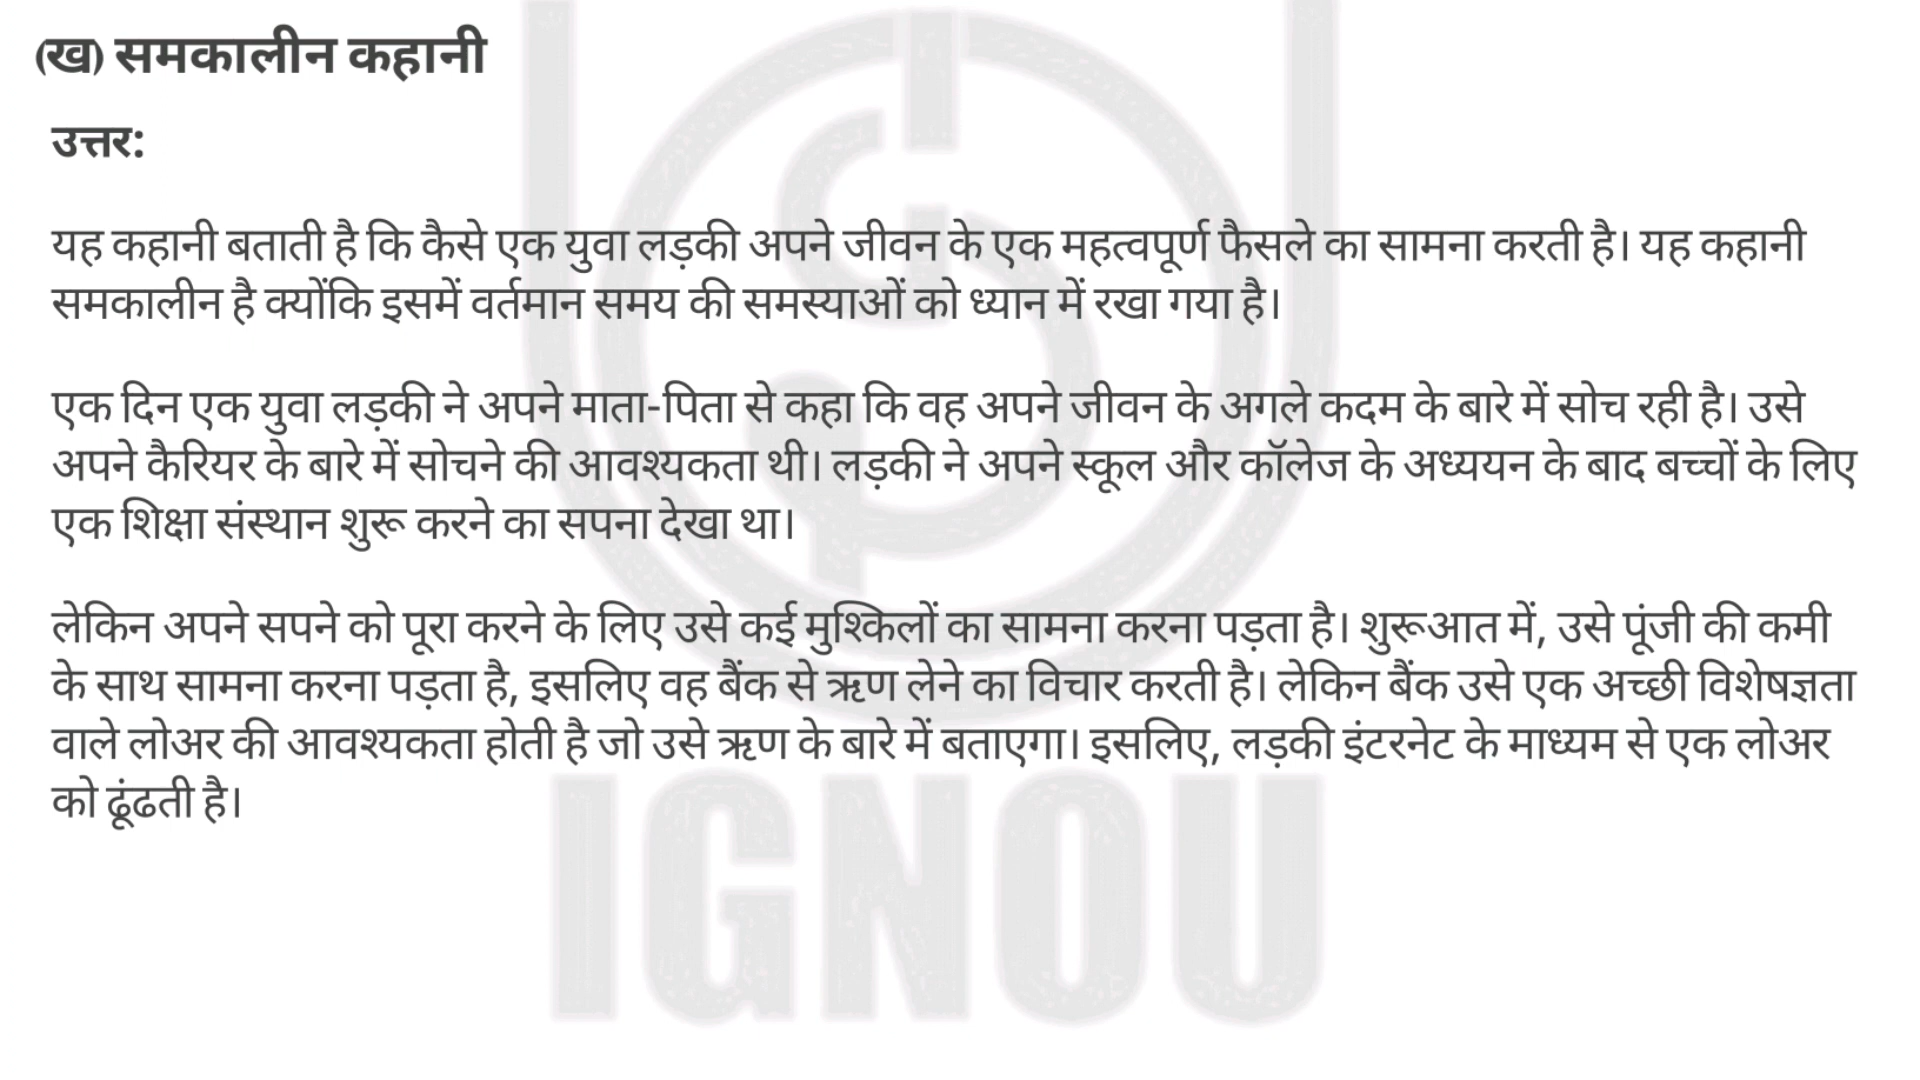 (ख) समकालीन कहानी
उत्तर:
यह कहानी बताती है कि कैसे एक युवा लड़की अपने जीवन के एक महत्वपूर्ण फैसले का सामना करती है। यह कहानी
समकालीन है क्योंकि इसमें वर्तमान समय की समस्याओं को ध्यान में रखा गया है।
एक दिन एक युवा लड़की ने अपने माता-पिता से कहा कि वह अपने जीवन के अगले कदम के बारे में सोच रही है। उसे
अपने कैरियर के बारे में सोचने की आवश्यकता थी। लड़की ने अपने स्कूल और कॉलेज के अध्ययन के बाद बच्चों के लिए
एक शिक्षा संस्थान शुरू करने का सपना देखा था।
लेकिन अपने सपने को पूरा करने के लिए उसे कई मुश्किलों का सामना करना पड़ता है। शुरूआत में, उसे पूंजी की कमी
के साथ सामना करना पड़ता है, इसलिए वह बैंक से ऋण लेने का विचार करती है। लेकिन बैंक उसे एक अच्छी विशेषज्ञता
वाले लोअर की आवश्यकता होती है जो उसे ऋण के बारे में बताएगा। इसलिए, लड़की इंटरनेट के माध्यम से एक लोअर
को ढूंढती है।
IGNOU